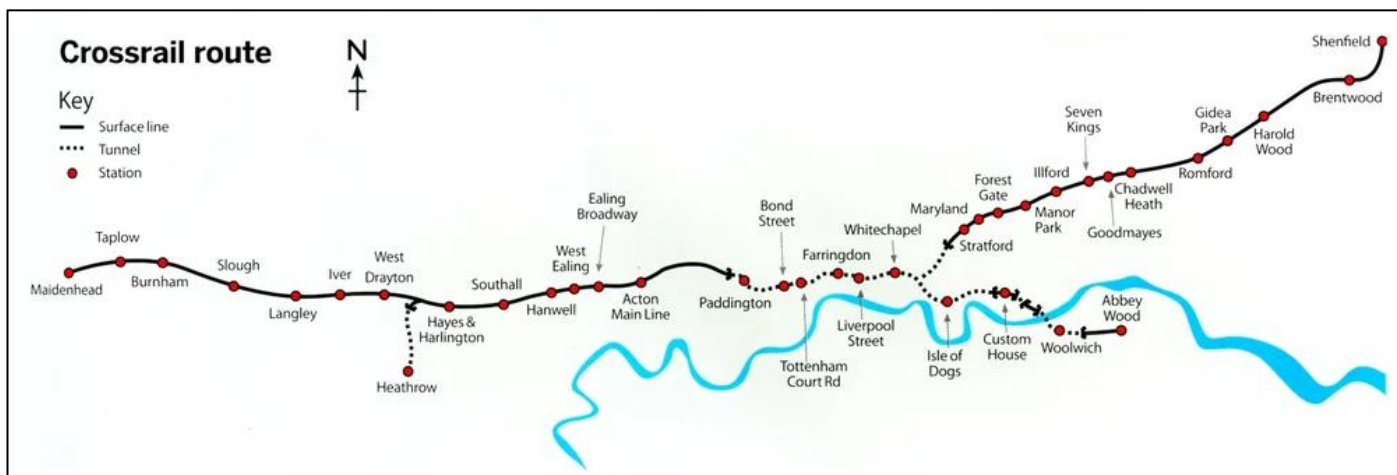 Crossrail route
N
Key
Surface line
Tunnel
Station
Maidenhead
Taplow
Burnham
Slough
Langley
Iver
West
Drayton
Heathrow
Hayes &
Harlington
Southall
Hanwell
West
Ealing
Ealing
Broadway
Acton
Main Line
Paddington
Bond
Street
Tottenham
Court Rd
Farringdon
Liverpool
Street
Whitechapel
Isle of
Dogs
Custom
House
Woolwich
Abbey
Wood
Stratford
Maryland
Forest
Gate
Manor
Park
Illford
Seven
Kings
Goodmayes
Chadwell
Heath
Romford
Gidea
Park
Harold
Wood
Brentwood
Shenfield